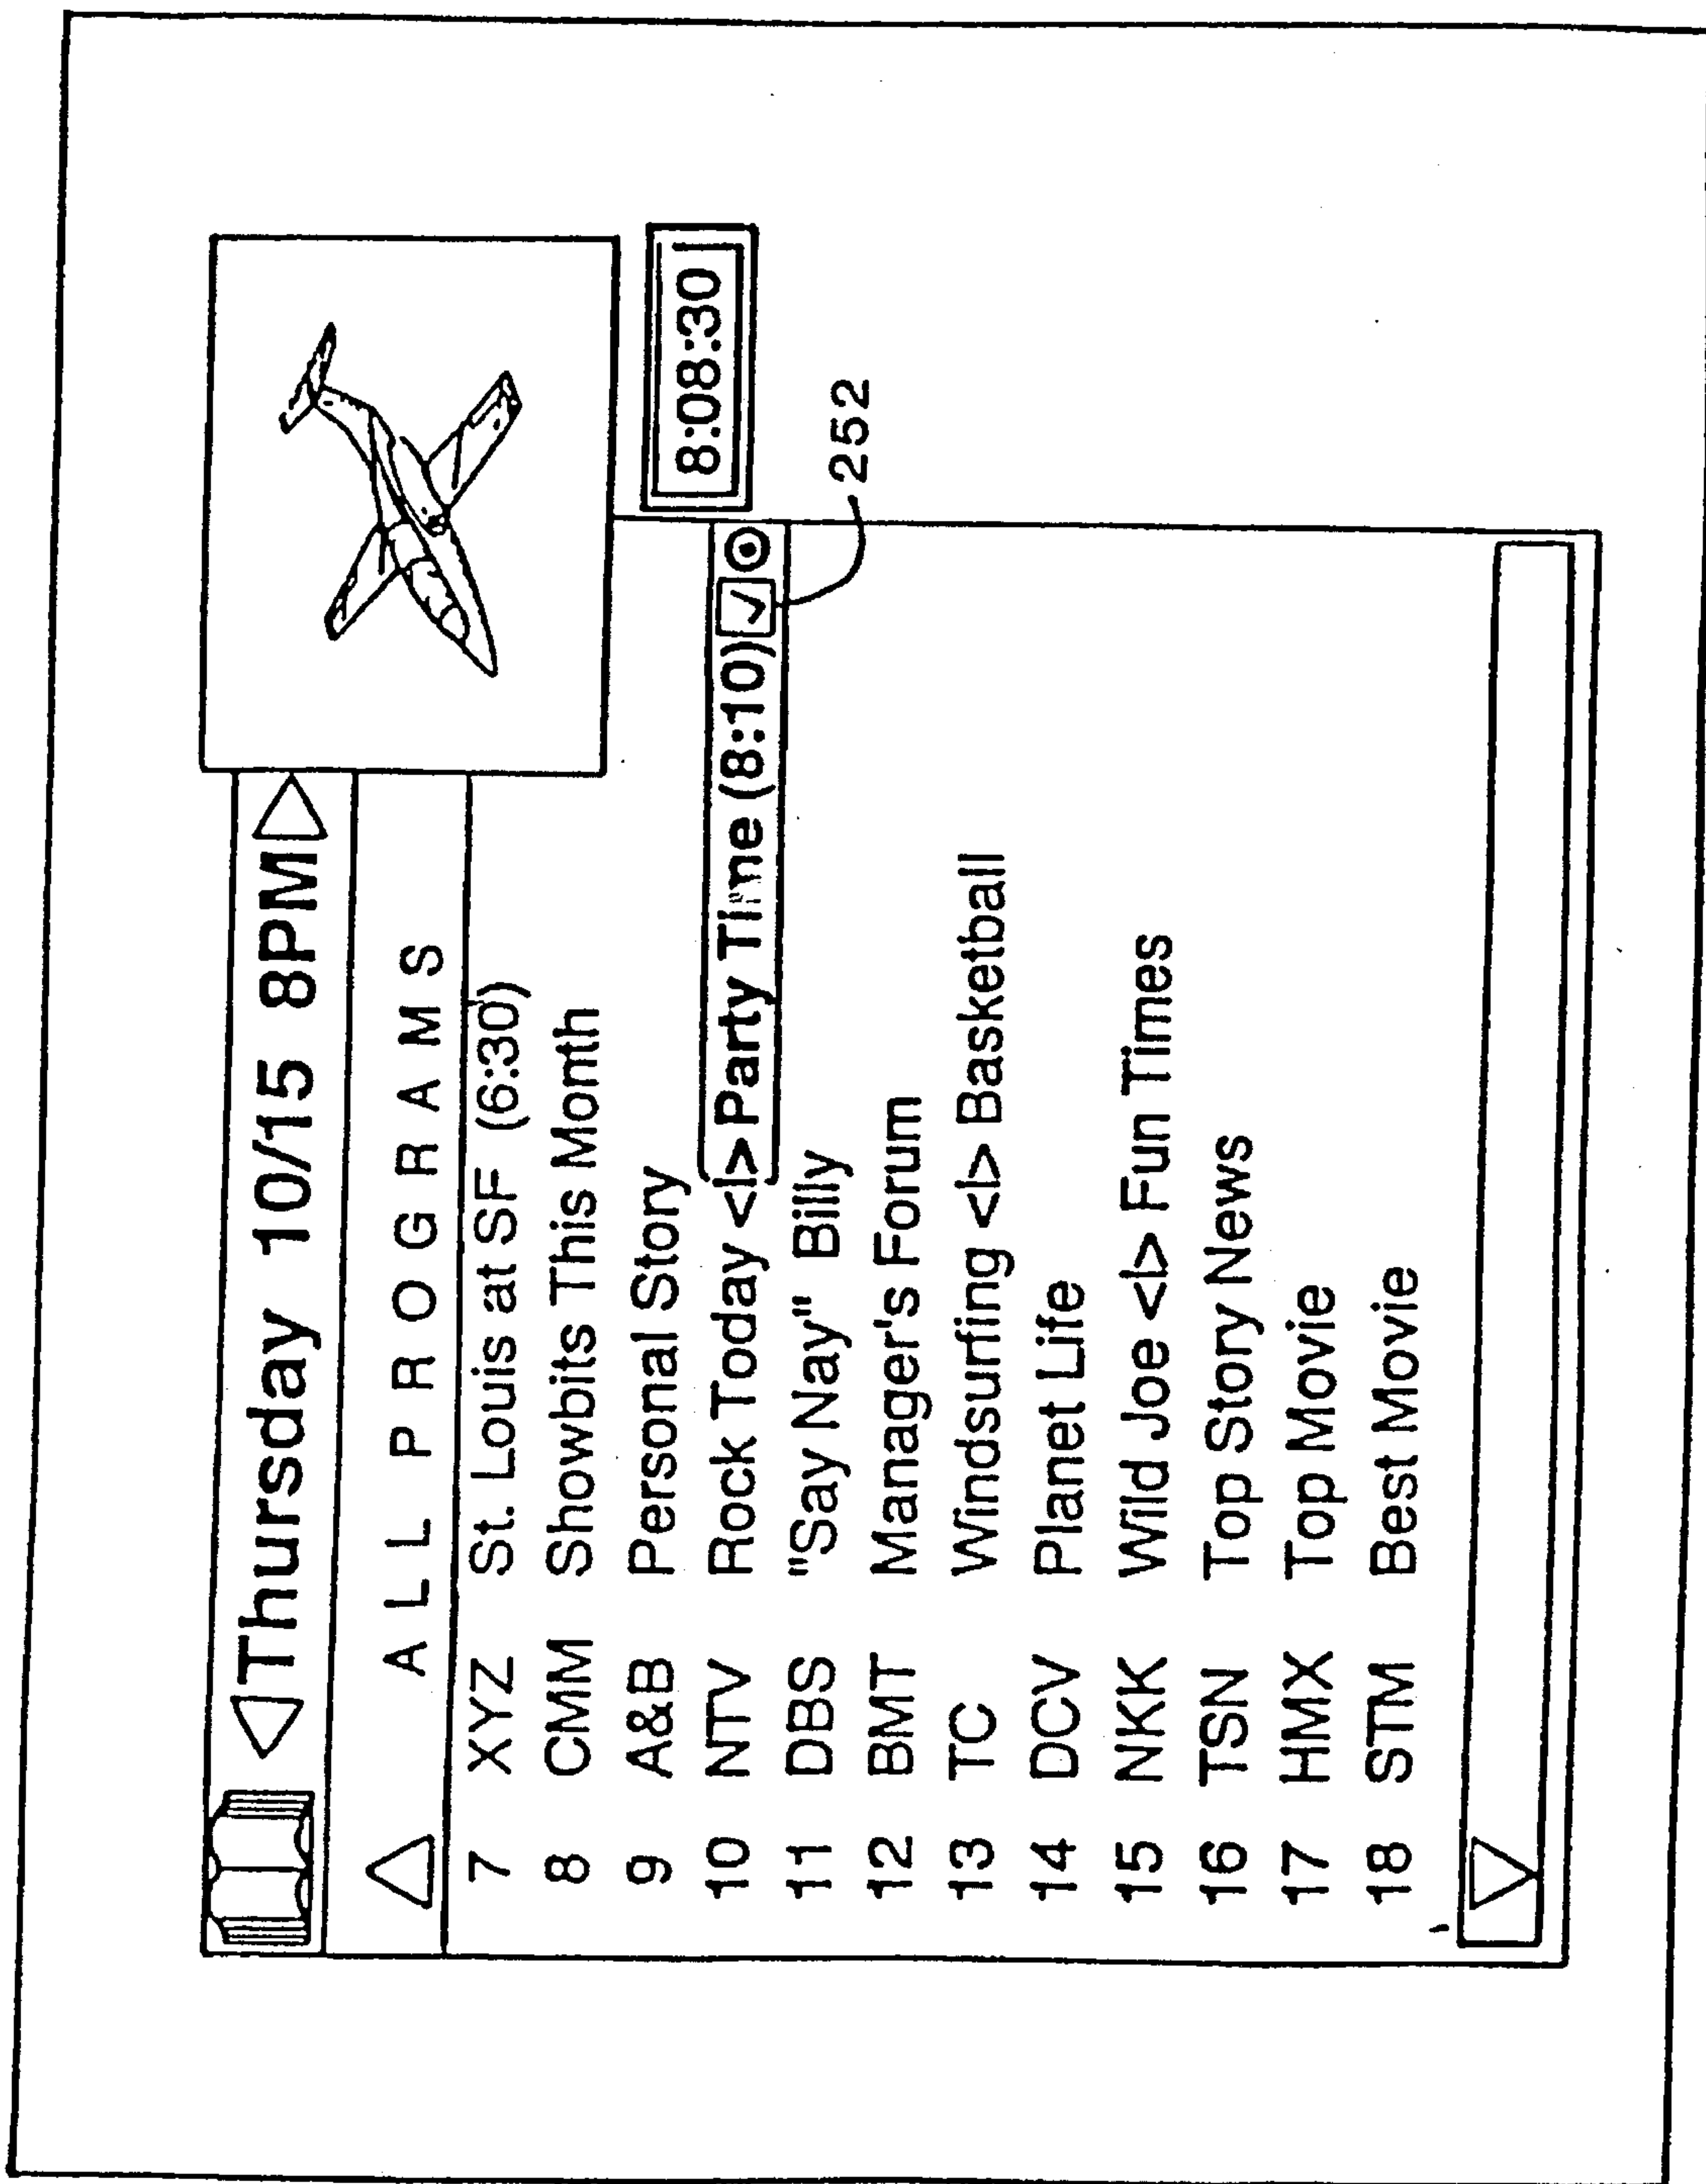 Thursday 10/15 8PM
ALL PROGRAMS
8:08:30
7 XYZ St. Louis at SF (6:30)
8 CMM Showbits This Month
9 A&B Personal Story
10 NTV Rock Today <I> Party Time (8:10)
252
11 DBS "Say Nay" Billy
12 BMT Manager's Forum
13 TC Windsurfing <I> Basketball
14 DCV Planet Life
15 NKK Wild Joe <I> Fun Times
16 TSN Top Story News
17 HMX Top Movie
18 STM Best Movie